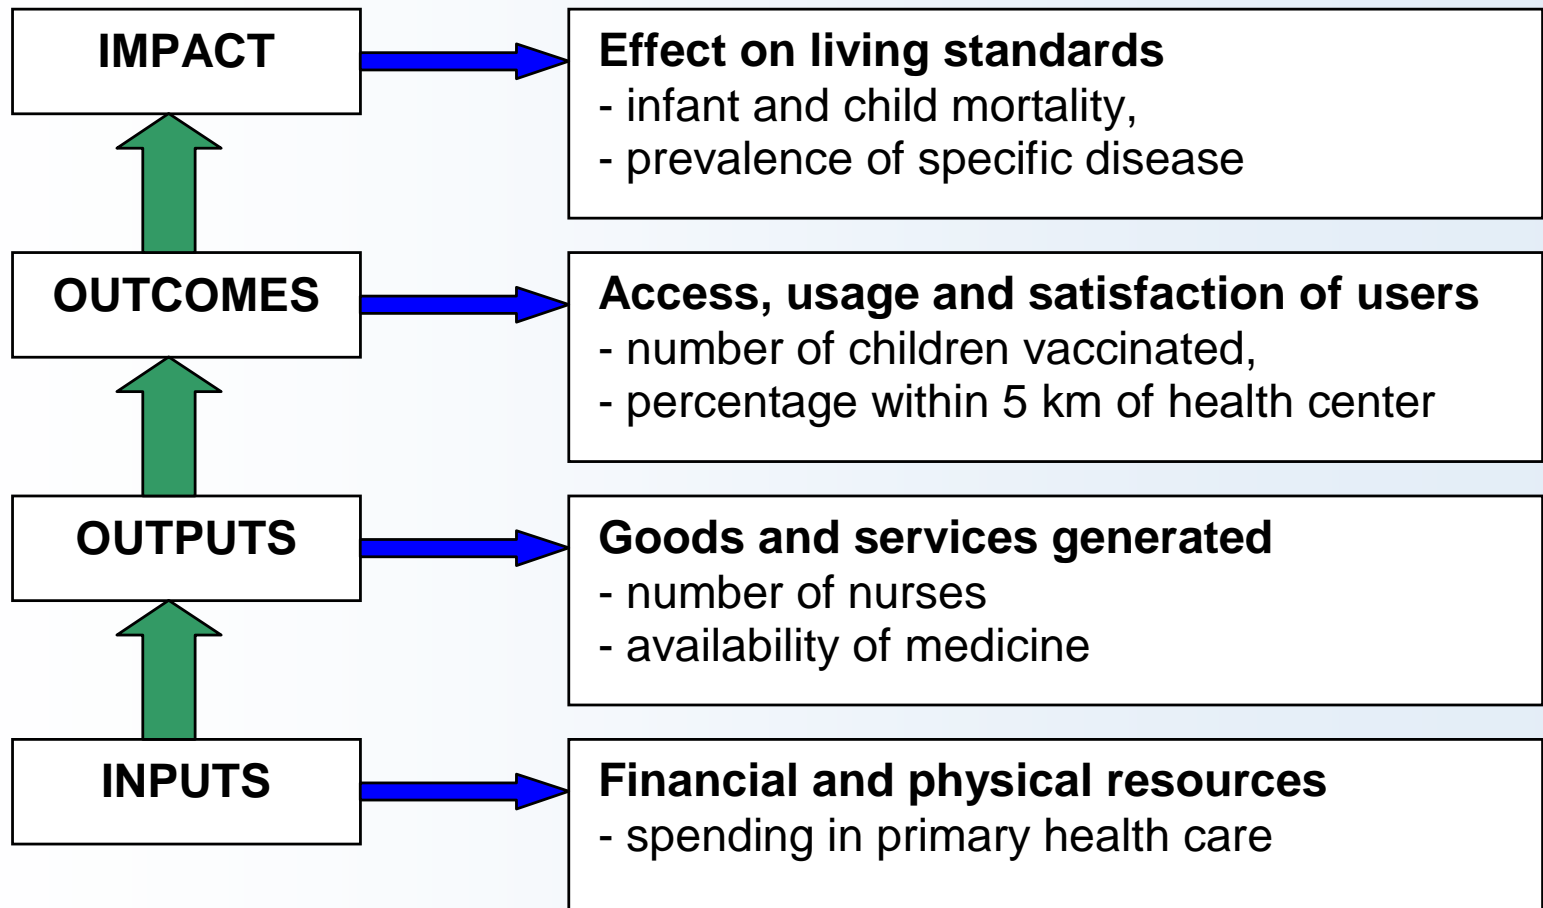 IMPACT
Effect on living standards
- infant and child mortality,
- prevalence of specific disease
OUTCOMES
Access, usage and satisfaction of users
- number of children vaccinated,
- percentage within 5 km of health center
OUTPUTS
Goods and services generated
- number of nurses
- availability of medicine
INPUTS
Financial and physical resources
- spending in primary health care